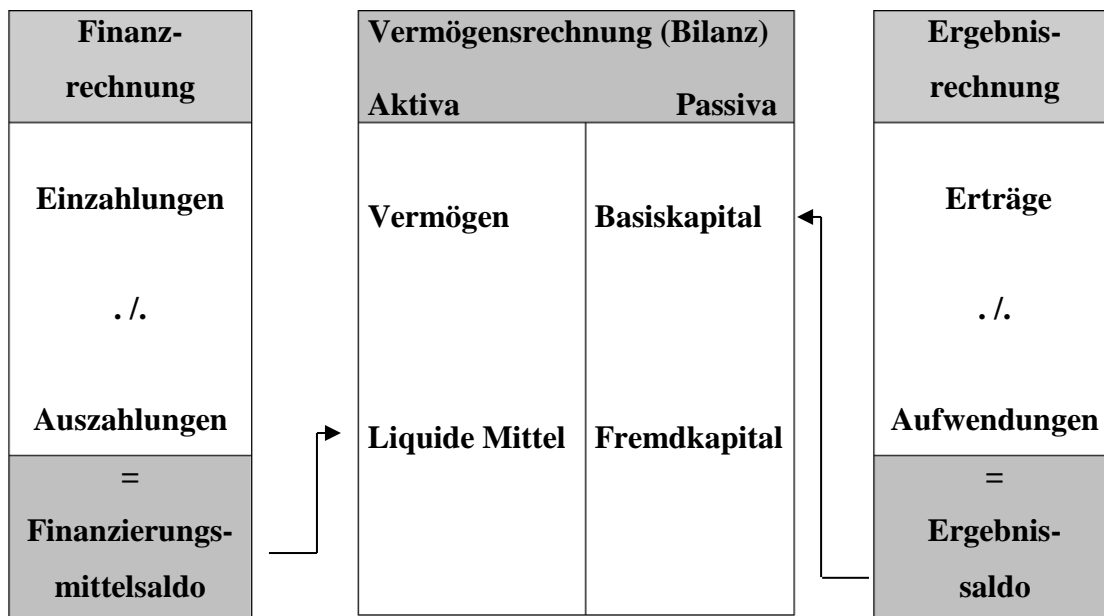 Finanz-
rechnung
Einzahlungen
. /.
Auszahlungen
=
Finanzierungs-
mittelsaldo
Vermögensrechnung (Bilanz)
Aktiva Passiva
Vermögen Basiskapital
Liquide Mittel Fremdkapital
Ergebnis-
rechnung
Erträge
. /.
Aufwendungen
=
Ergebnis-
saldo